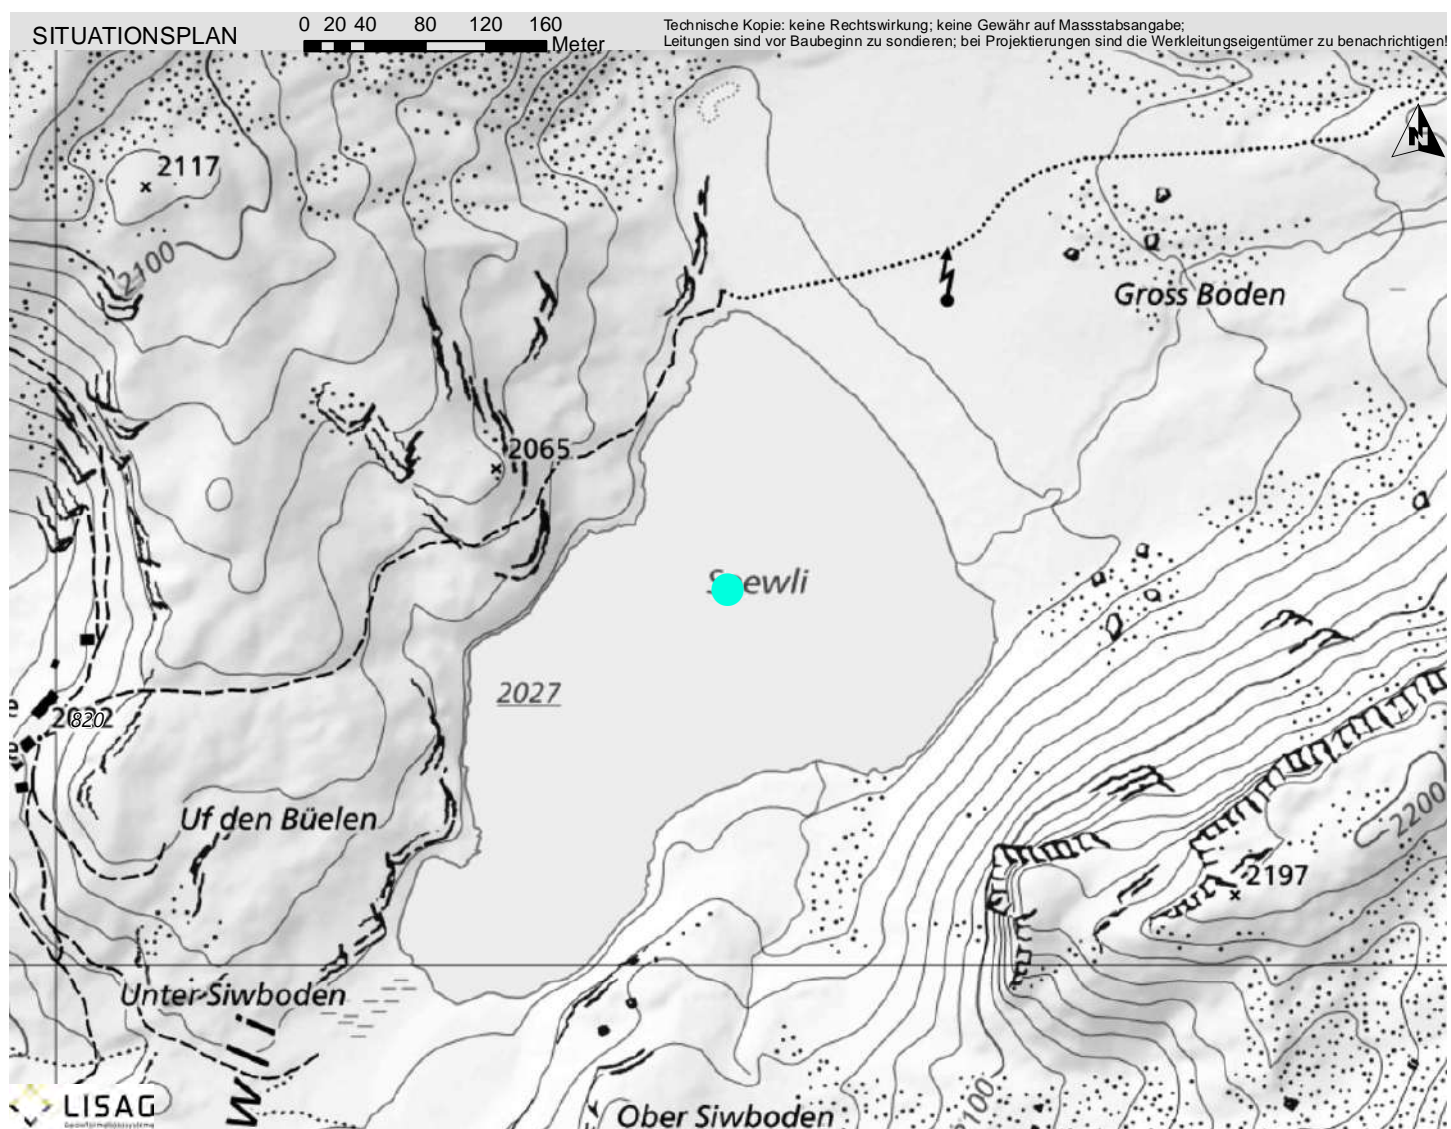 SITUATIONSPLAN
0 20 40 80 120 160
Meter
Technische Kopie: keine Rechtswirkung; keine Gewähr auf Massstabsangabe;
Leitungen sind vor Baubeginn zu sondieren; bei Projektierungen sind die Werkleitungseigentümer zu benachrichtigen!
N
2117
2100
Gross Boden
2065
Seewli
2027
820
Uf den Büelen
2200
2197
Unter Siwboden
W i l
2100
Ober Siwboden
LISAG